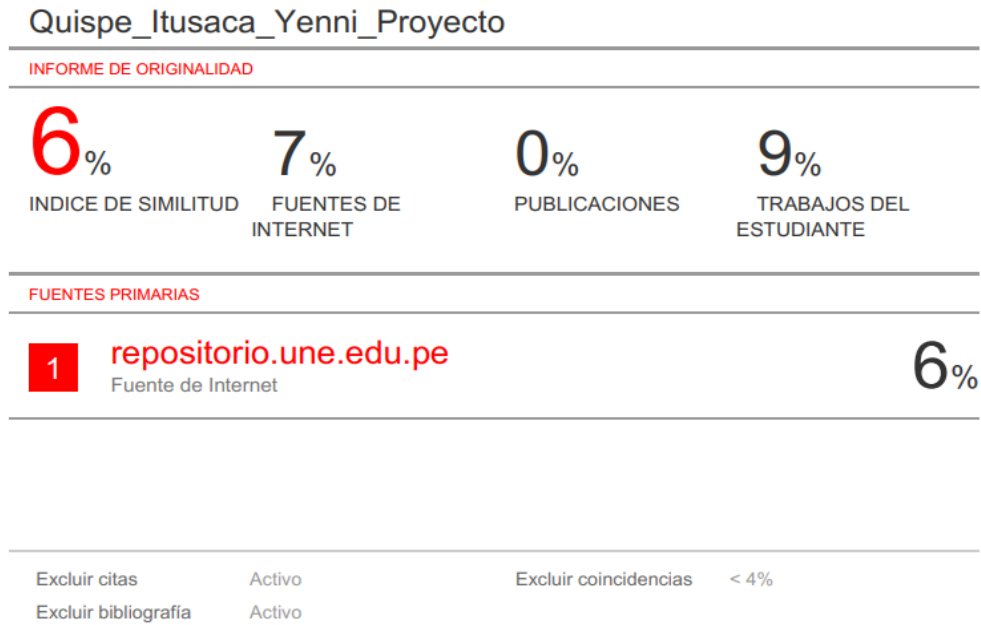 Quispe_Itusaca_Yenni_Proyecto
INFORME DE ORIGINALIDAD
6%
7%
0%
9%
INDICE DE SIMILITUD
FUENTES DE
INTERNET
PUBLICACIONES
TRABAJOS DEL
ESTUDIANTE
FUENTES PRIMARIAS
1
repositorio.une.edu.pe
Fuente de Internet
6%
Excluir citas Activo
Excluir coincidencias < 4%
Excluir bibliografía Activo